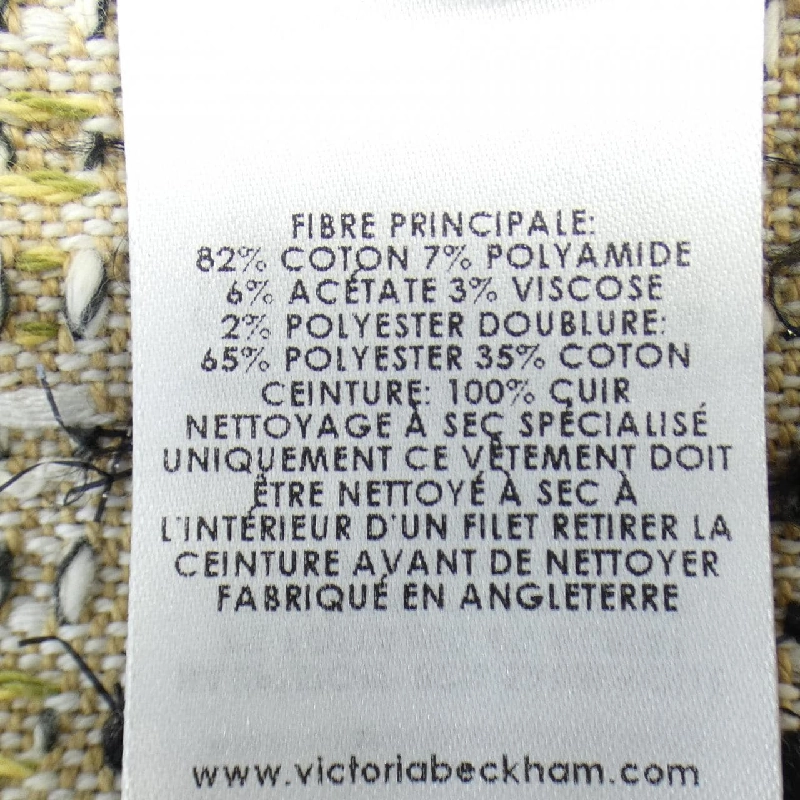 FIBRE PRINCIPALE:
82% COTON 7% POLYAMIDE
6% ACÉTATE 3% VISCOSE
2% POLYESTER DOUBLURE:
65% POLYESTER 35% COTON
CEINTURE: 100% CUIR
NETTOYAGE À SEC SPÉCIALISÉ
UNIQUEMENT CE VÊTEMENT DOIT
ÊTRE NETTOYÉ À SEC À
L'INTÉRIEUR D'UN FILET RETIRER LA
CEINTURE AVANT DE NETTOYER
FABRIQUÉ EN ANGLETERRE
www.victoriabeckham.com